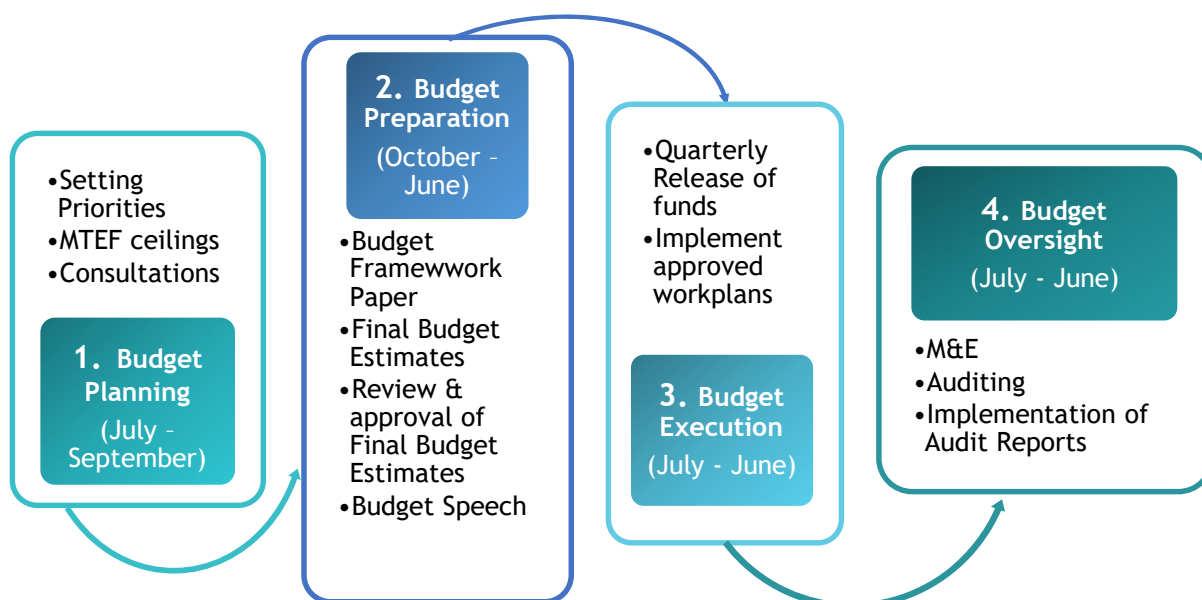 •Setting
Priorities
•MTEF ceilings
•Consultations
1. Budget
Planning
(July –
September)
2. Budget
Preparation
(October –
June)
•Budget
Framewwork
Paper
•Final Budget
Estimates
•Review &
approval of
Final Budget
Estimates
•Budget Speech
•Quarterly
Release of
funds
•Implement
approved
workplans
3. Budget
Execution
(July - June)
4. Budget
Oversight
(July - June)
•M&E
•Auditing
•Implementation of
Audit Reports